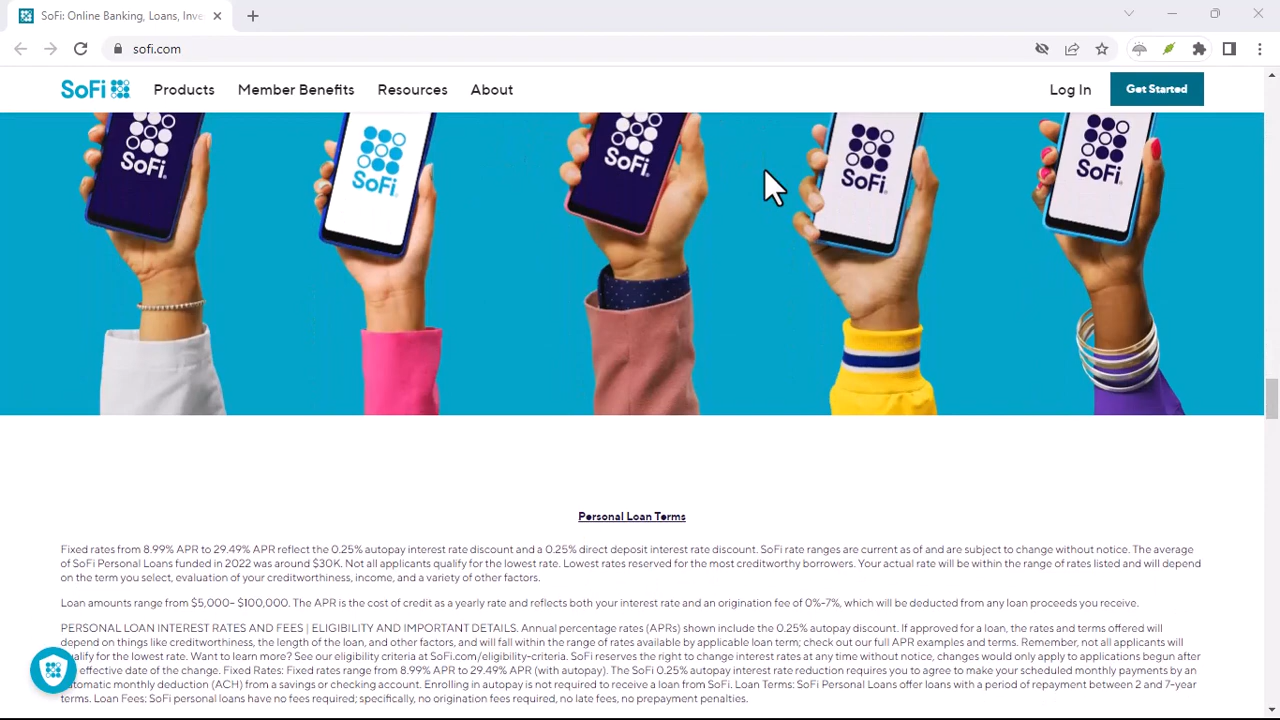 SoFi: Online Banking, Loans, Inve
sofi.com
SoFi Products Member Benefits Resources About Log In Get Started
SoFi SoFi SoFi SoFi SoFi
Personal Loan Terms
Fixed rates from 8.99% APR to 29.49% APR reflect the 0.25% autopay interest rate discount and a 0.25% direct deposit interest rate discount. SoFi rate ranges are current as of and are subject to change without notice. The average
of SoFi Personal Loans funded in 2022 was around $30K. Not all applicants qualify for the lowest rate. Lowest rates reserved for the most creditworthy borrowers. Your actual rate will be within the range of rates listed and will depend
on the term you select, evaluation of your creditworthiness, income, and a variety of other factors.
Loan amounts range from $5,000– $100,000. The APR is the cost of credit as a yearly rate and reflects both your interest rate and an origination fee of 0%-7%, which will be deducted from any loan proceeds you receive.
PERSONAL LOAN INTEREST RATES AND FEES | ELIGIBILITY AND IMPORTANT DETAILS. Annual percentage rates (APRs) shown include the 0.25% autopay discount. If approved for a loan, the rates and terms offered will
depend on things like creditworthiness, the length of the loan, and other factors, and will fall within the range of rates available by applicable loan term; check out our full APR examples and terms. Remember, not all applicants will
qualify for the lowest rate. Want to learn more? See our eligibility criteria at SoFi.com/eligibility-criteria. SoFi reserves the right to change interest rates at any time without notice, changes would only apply to applications begun after
effective date of the change. Fixed Rates: Fixed rates range from 8.99% APR to 29.49% APR (with autopay). The SoFi 0.25% autopay interest rate reduction requires you to agree to make your scheduled monthly payments by an
automatic monthly deduction (ACH) from a savings or checking account. Enrolling in autopay is not required to receive a loan from SoFi. Loan Terms: SoFi Personal Loans offer loans with a period of repayment between 2 and 7-year
terms. Loan Fees: SoFi personal loans have no fees required; specifically, no origination fees required, no late fees, no prepayment penalties.